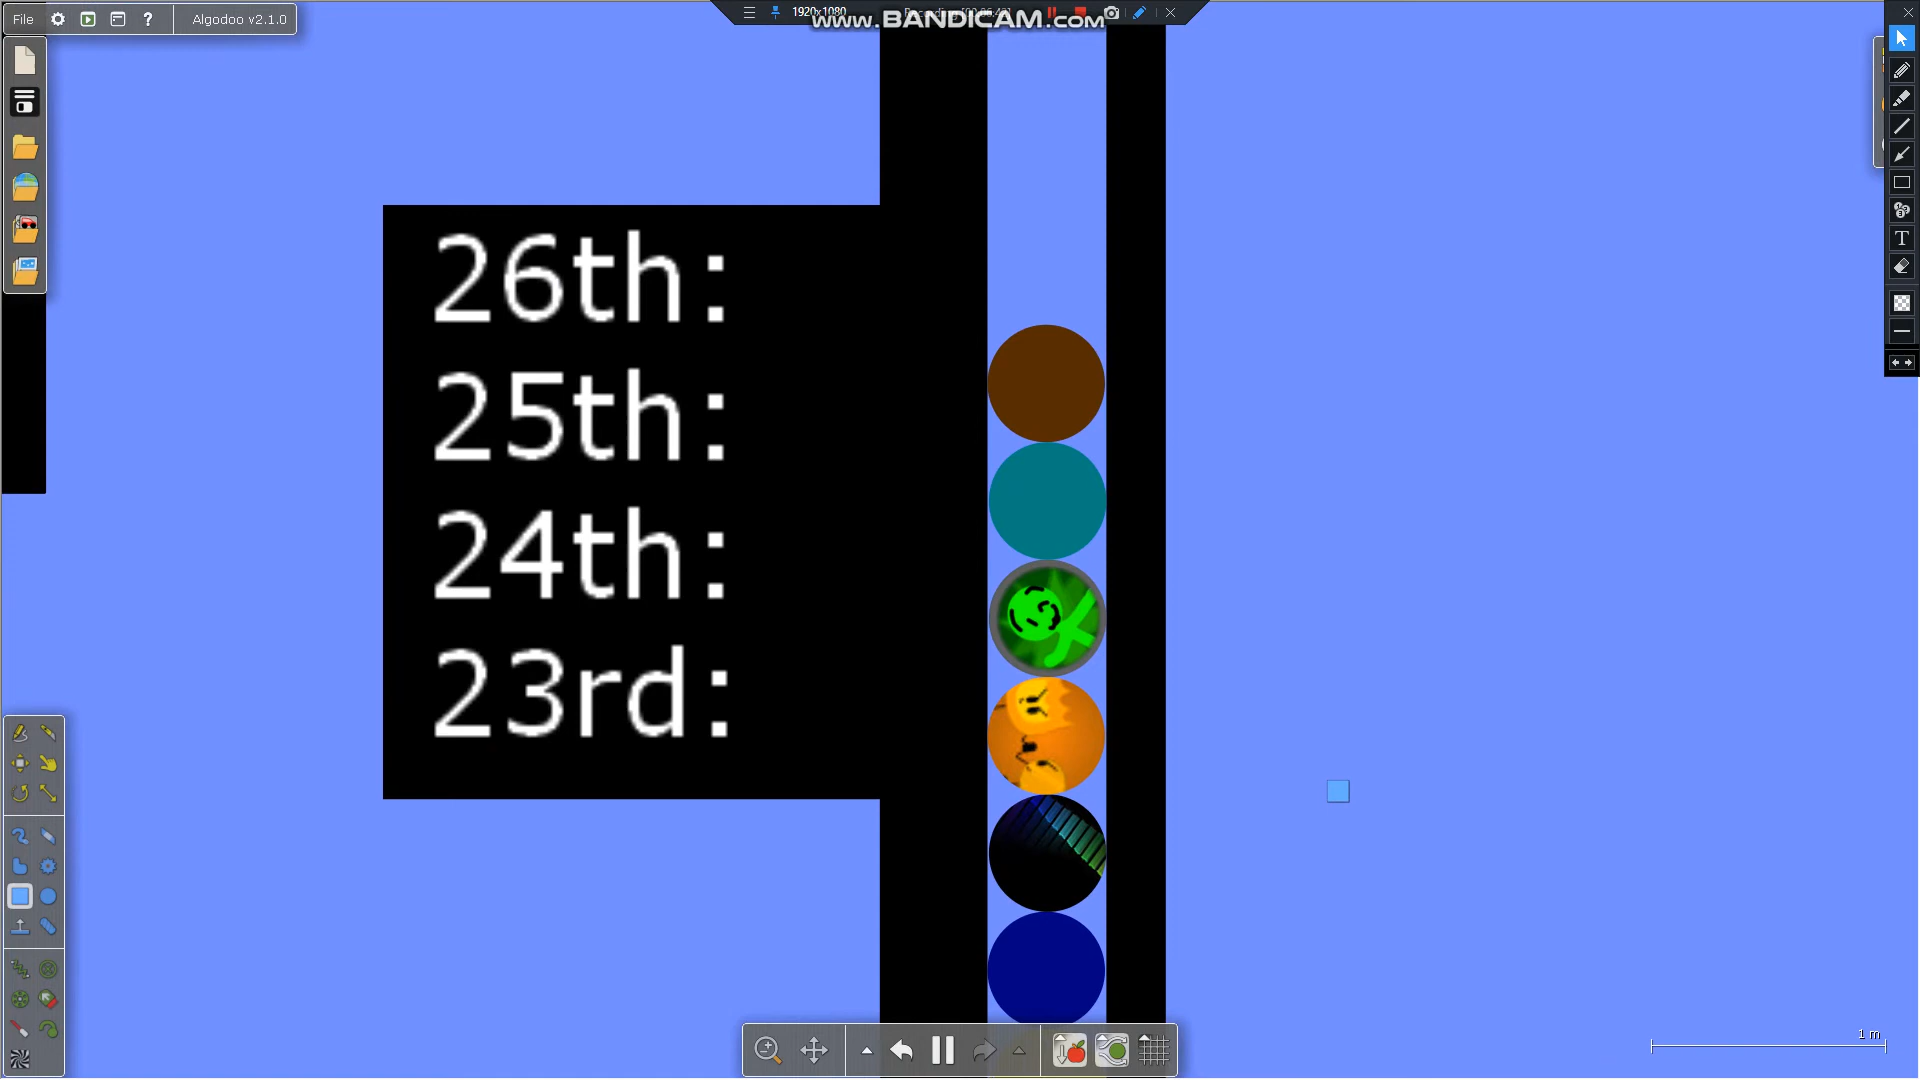 File ? Algodoo v2.1.0
1920x1080
www.BANDICAM.com
26th:
25th:
24th:
23rd:
T
1 m